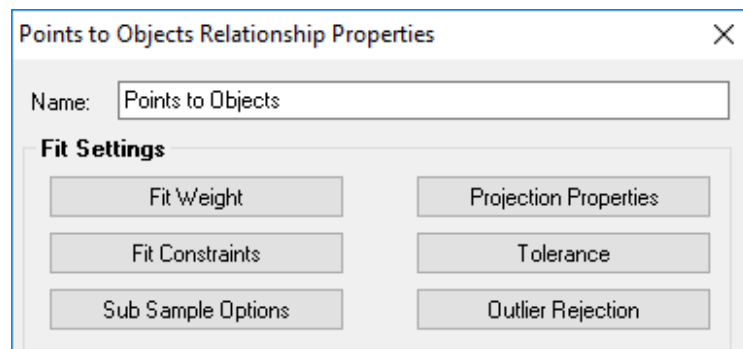 Points to Objects Relationship Properties
Name: Points to Objects
Fit Settings
Fit Weight Projection Properties
Fit Constraints Tolerance
Sub Sample Options Outlier Rejection